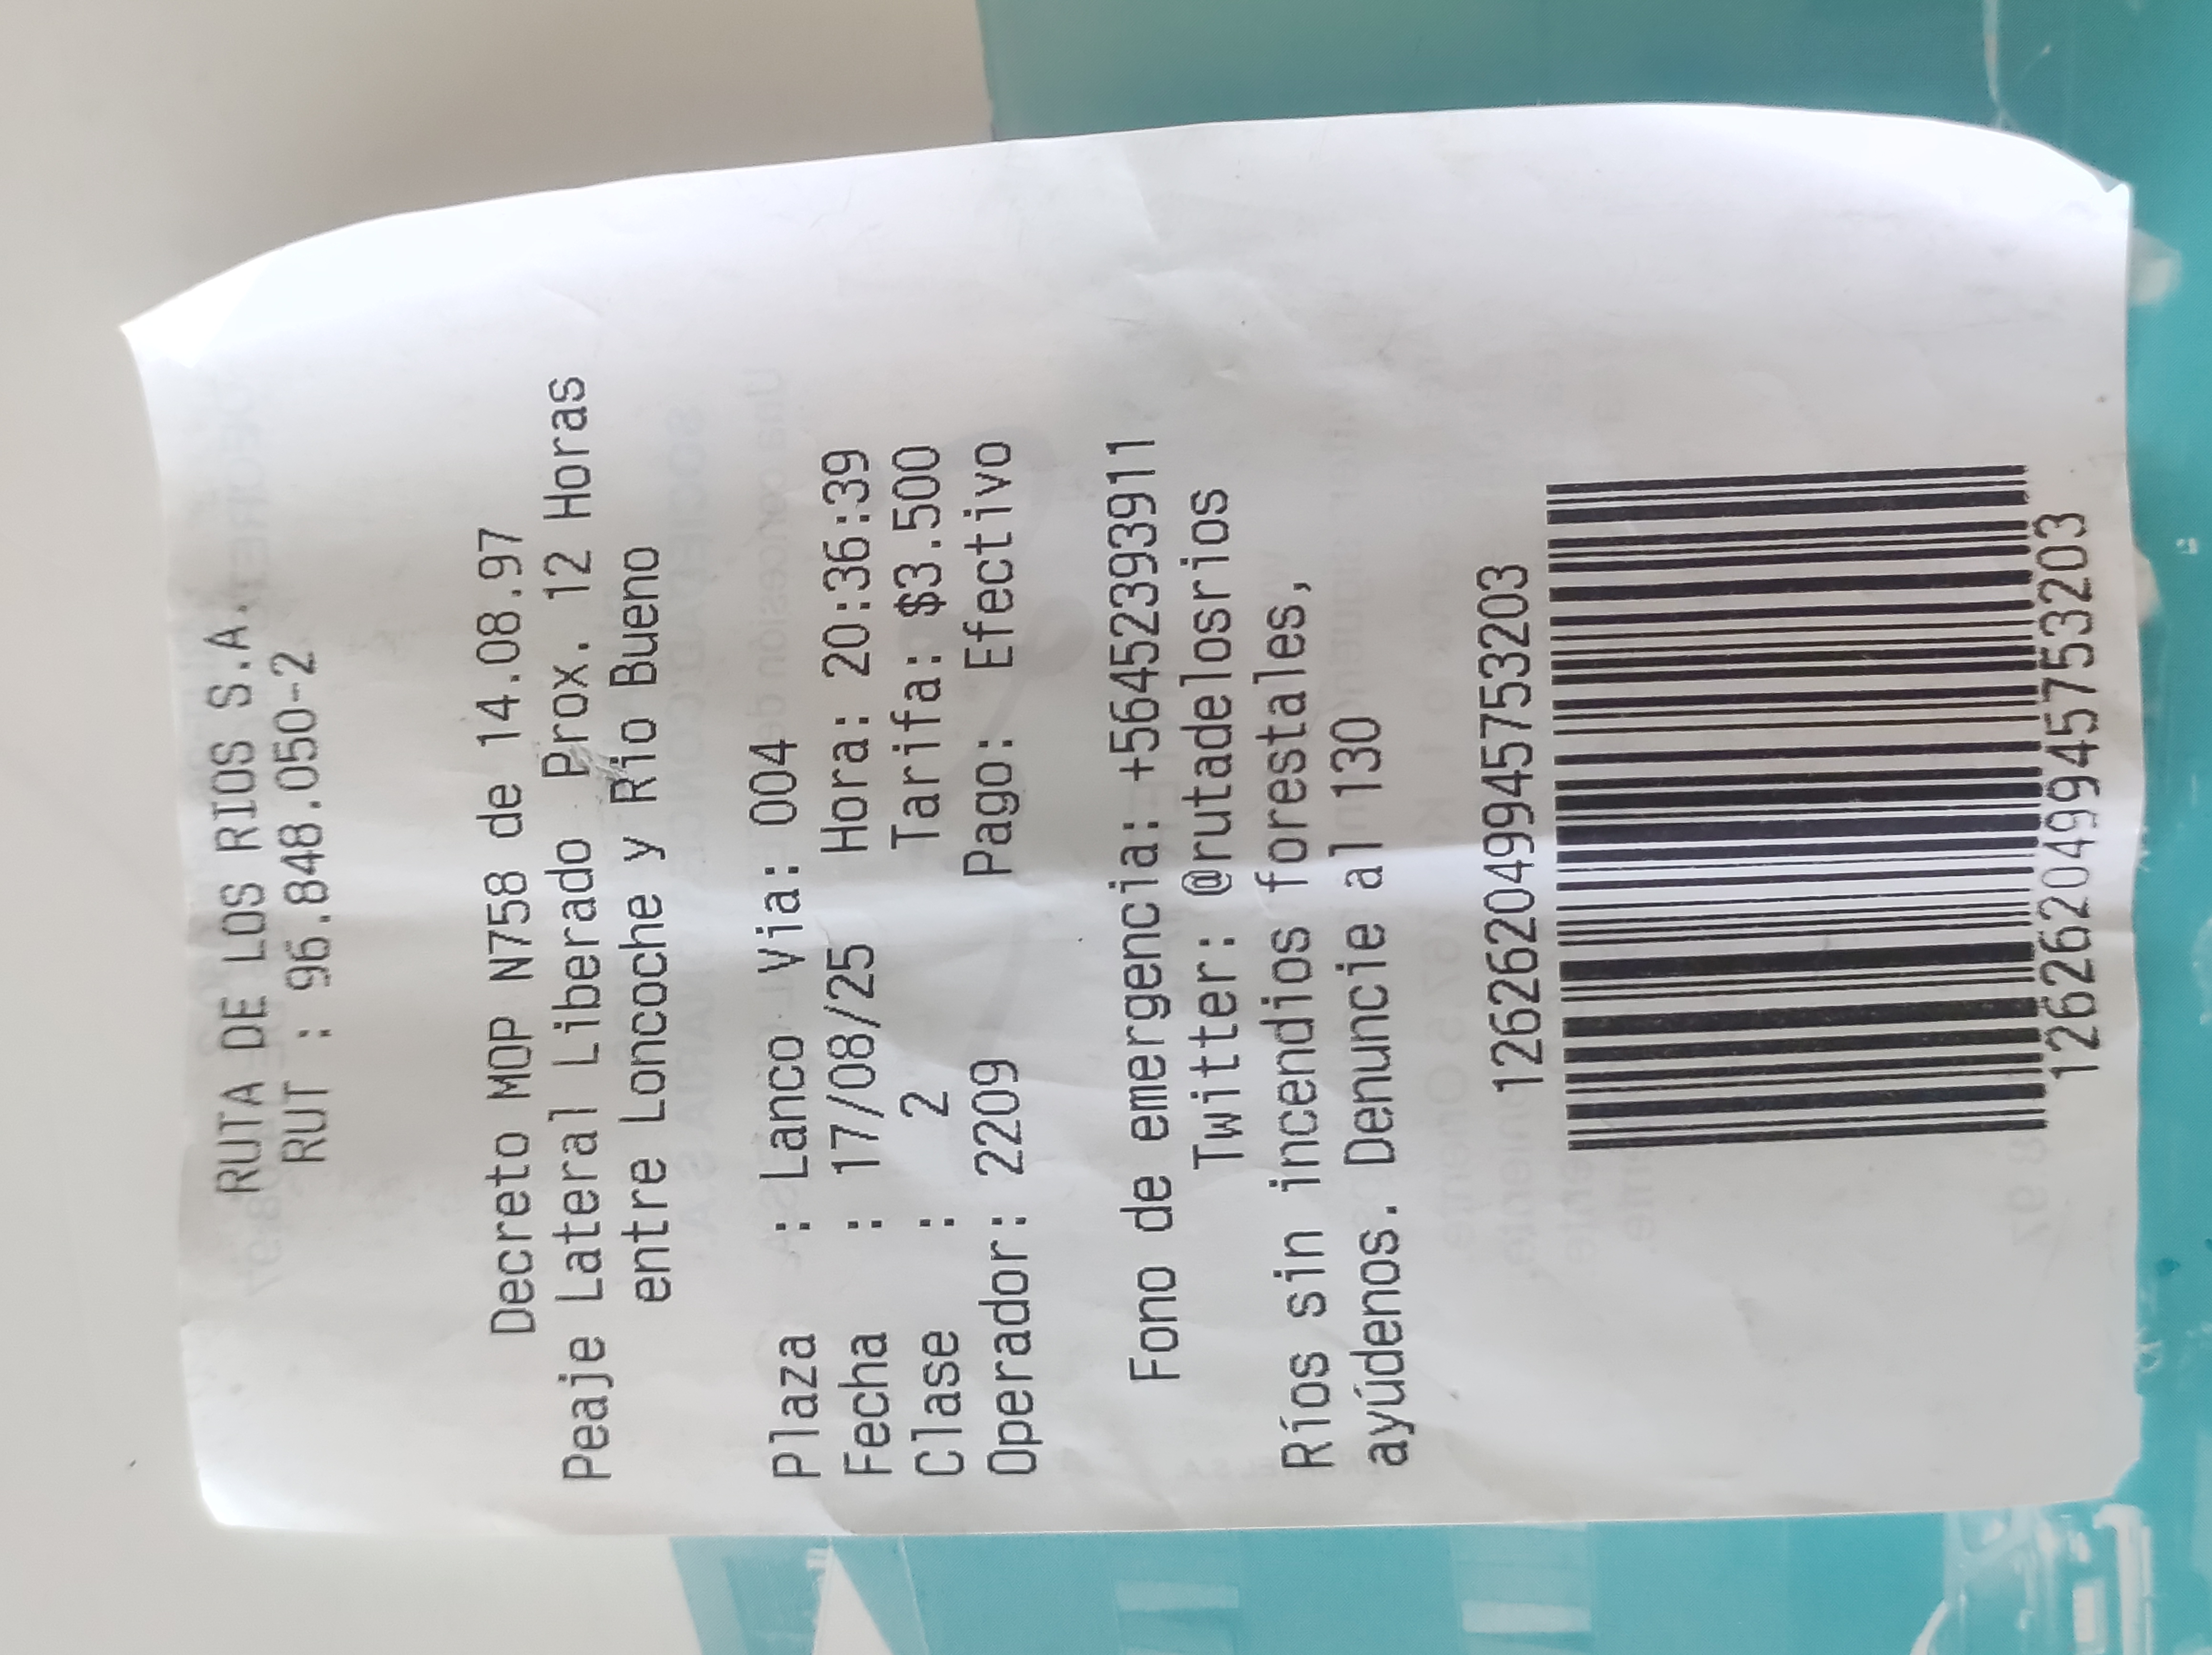 RUTA DE LOS RIOS S.A.
RUT : 96.848.050-2
Decreto MOP N758 de 14.08.97
Peaje Lateral Liberado Prox. 12 Horas
entre Loncoche y Rio Bueno
Plaza : Lanco Via: 004
Fecha : 17/08/25 Hora: 20:36:39
Clase : 2 Tarifa: $3.500
Operador: 2209 Pago: Efectivo
Fono de emergencia: +56452393911
Twitter: @rutadelosrios
Ríos sin incendios forestales,
ayúdenos. Denuncie al 130
126262049945753203
126262049945753203